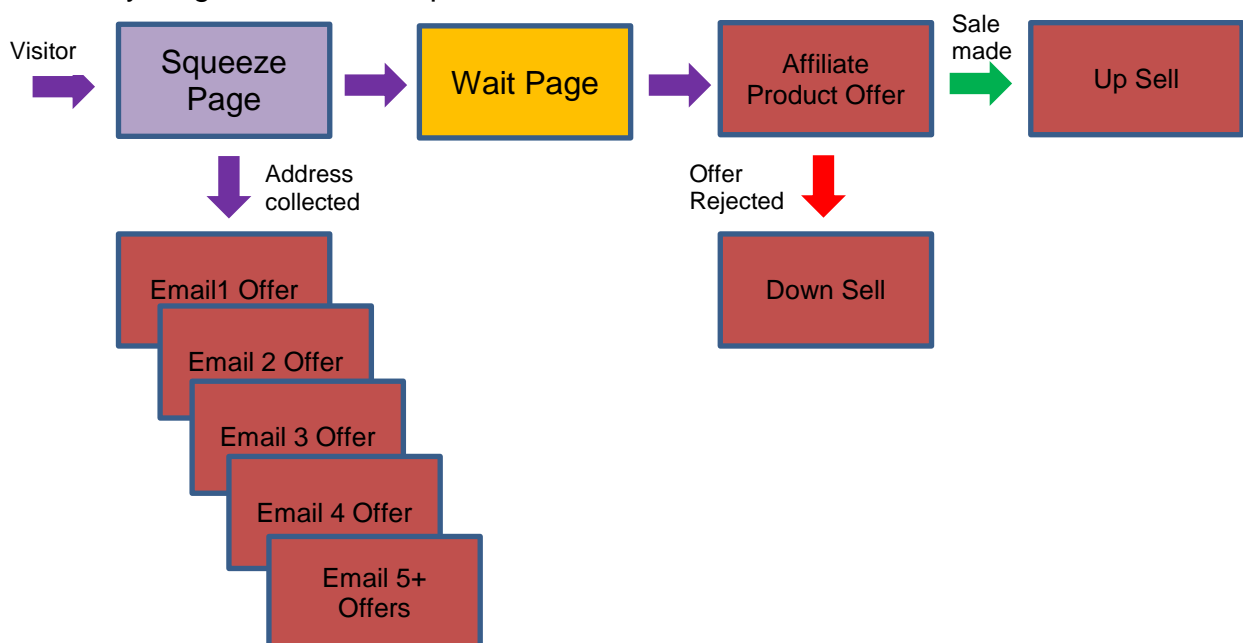 Visitor
Squeeze
Page
Wait Page
Affiliate
Product Offer
Sale
made
Up Sell
Address
collected
Offer
Rejected
Email1 Offer
Down Sell
Email 2 Offer
Email 3 Offer
Email 4 Offer
Email 5+
Offers